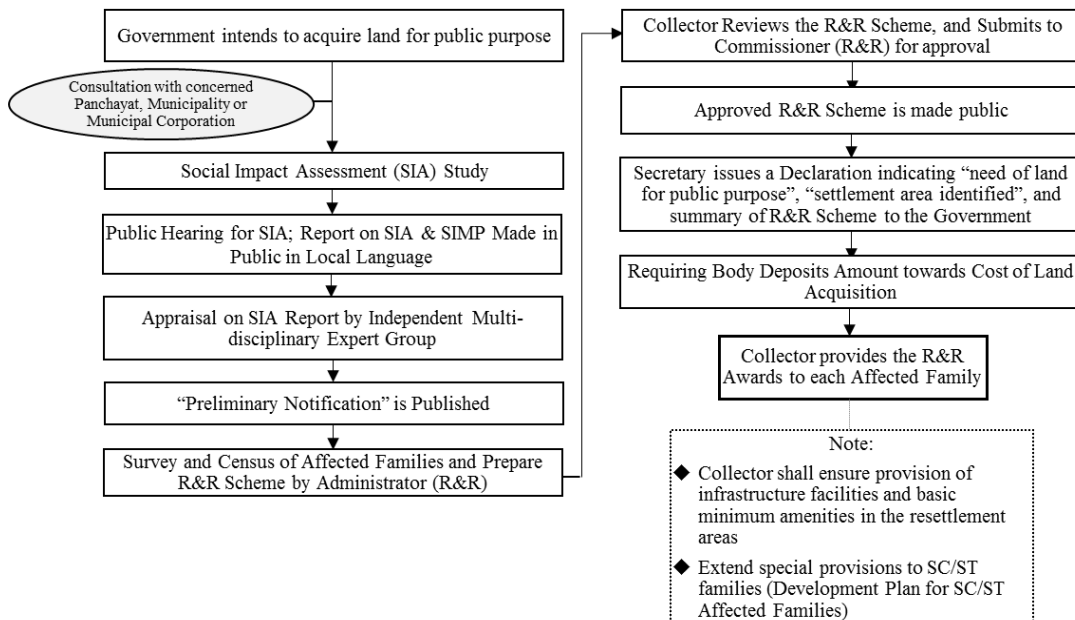 Government intends to acquire land for public purpose
Consultation with concerned
Panchayat, Municipality or
Municipal Corporation
Social Impact Assessment (SIA) Study
Public Hearing for SIA; Report on SIA & SIMP Made in
Public in Local Language
Appraisal on SIA Report by Independent Multi-
disciplinary Expert Group
“Preliminary Notification” is Published
Survey and Census of Affected Families and Prepare
R&R Scheme by Administrator (R&R)
Collector Reviews the R&R Scheme, and Submits to
Commissioner (R&R) for approval
Approved R&R Scheme is made public
Secretary issues a Declaration indicating “need of land
for public purpose”, “settlement area identified”, and
summary of R&R Scheme to the Government
Requiring Body Deposits Amount towards Cost of Land
Acquisition
Collector provides the R&R
Awards to each Affected Family
Note:
◆ Collector shall ensure provision of
infrastructure facilities and basic
minimum amenities in the resettlement
areas
◆ Extend special provisions to SC/ST
families (Development Plan for SC/ST
Affected Families)